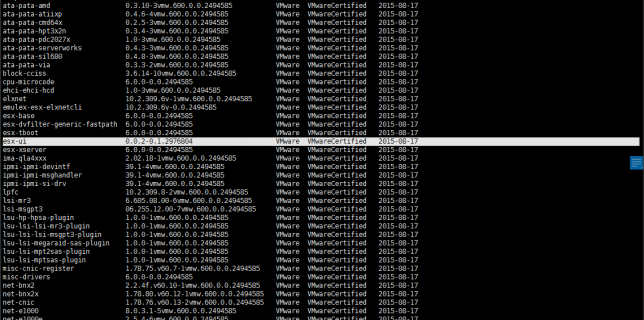 ata-pata-amd 0.3.10-3vmw.600.0.0.2494585 VMware VMwareCertified 2015-08-17
ata-pata-atiixp 0.4.6-4vmw.600.0.0.2494585 VMware VMwareCertified 2015-08-17
ata-pata-cmd64x 0.2.5-3vmw.600.0.0.2494585 VMware VMwareCertified 2015-08-17
ata-pata-hpt3x2n 0.3.4-3vmw.600.0.0.2494585 VMware VMwareCertified 2015-08-17
ata-pata-pdc2027x 1.0-3vmw.600.0.0.2494585 VMware VMwareCertified 2015-08-17
ata-pata-serverworks 0.4.3-3vmw.600.0.0.2494585 VMware VMwareCertified 2015-08-17
ata-pata-sil680 0.4.8-3vmw.600.0.0.2494585 VMware VMwareCertified 2015-08-17
ata-pata-via 0.3.3-2vmw.600.0.0.2494585 VMware VMwareCertified 2015-08-17
block-cciss 3.6.14-10vmw.600.0.0.2494585 VMware VMwareCertified 2015-08-17
cpu-microcode 6.0.0-0.0.2494585 VMware VMwareCertified 2015-08-17
ehci-ehci-hcd 1.0-3vmw.600.0.0.2494585 VMware VMwareCertified 2015-08-17
elxnet 10.2.309.6v-1vmw.600.0.0.2494585 VMware VMwareCertified 2015-08-17
emulex-esx-elxnetcli 10.2.309.6v-0.0.2494585 VMware VMwareCertified 2015-08-17
esx-base 6.0.0-0.0.2494585 VMware VMwareCertified 2015-08-17
esx-dvfilter-generic-fastpath 6.0.0-0.0.2494585 VMware VMwareCertified 2015-08-17
esx-tboot 6.0.0-0.0.2494585 VMware VMwareCertified 2015-08-17
esx-ui 0.0.2-0.1.2976804 VMware VMwareCertified 2015-08-17
esx-xserver 6.0.0-0.0.2494585 VMware VMwareCertified 2015-08-17
ima-qla4xxx 2.02.18-1vmw.600.0.0.2494585 VMware VMwareCertified 2015-08-17
ipmi-ipmi-devintf 39.1-4vmw.600.0.0.2494585 VMware VMwareCertified 2015-08-17
ipmi-ipmi-msghandler 39.1-4vmw.600.0.0.2494585 VMware VMwareCertified 2015-08-17
ipmi-ipmi-si-drv 39.1-4vmw.600.0.0.2494585 VMware VMwareCertified 2015-08-17
lpfc 10.2.309.8-2vmw.600.0.0.2494585 VMware VMwareCertified 2015-08-17
lsi-mr3 6.605.08.00-6vmw.600.0.0.2494585 VMware VMwareCertified 2015-08-17
lsi-msgpt3 06.255.12.00-7vmw.600.0.0.2494585 VMware VMwareCertified 2015-08-17
lsu-hp-hpsa-plugin 1.0.0-1vmw.600.0.0.2494585 VMware VMwareCertified 2015-08-17
lsu-lsi-lsi-mr3-plugin 1.0.0-1vmw.600.0.0.2494585 VMware VMwareCertified 2015-08-17
lsu-lsi-lsi-msgpt3-plugin 1.0.0-1vmw.600.0.0.2494585 VMware VMwareCertified 2015-08-17
lsu-lsi-megaraid-sas-plugin 1.0.0-1vmw.600.0.0.2494585 VMware VMwareCertified 2015-08-17
lsu-lsi-mpt2sas-plugin 1.0.0-1vmw.600.0.0.2494585 VMware VMwareCertified 2015-08-17
lsu-lsi-mptsas-plugin 1.0.0-1vmw.600.0.0.2494585 VMware VMwareCertified 2015-08-17
misc-cnic-register 1.78.75.v60.7-1vmw.600.0.0.2494585 VMware VMwareCertified 2015-08-17
misc-drivers 6.0.0-0.0.2494585 VMware VMwareCertified 2015-08-17
net-bnx2 2.2.4f.v60.10-1vmw.600.0.0.2494585 VMware VMwareCertified 2015-08-17
net-bnx2x 1.78.80.v60.12-1vmw.600.0.0.2494585 VMware VMwareCertified 2015-08-17
net-cnic 1.78.76.v60.13-2vmw.600.0.0.2494585 VMware VMwareCertified 2015-08-17
net-e1000 8.0.3.1-5vmw.600.0.0.2494585 VMware VMwareCertified 2015-08-17
net-e1000e 2.5.4-6vmw.600.0.0.2494585 VMware VMwareCertified 2015-08-17